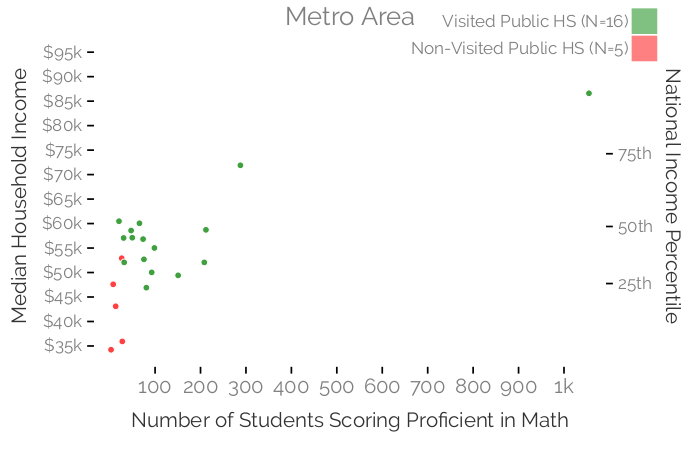 Metro Area
Visited Public HS (N=16)
Non-Visited Public HS (N=5)
Median Household Income
$95k
$90k
$85k
$80k
$75k
$70k
$65k
$60k
$55k
$50k
$45k
$40k
$35k
National Income Percentile
75th
50th
25th
100 200 300 400 500 600 700 800 900 1k
Number of Students Scoring Proficient in Math